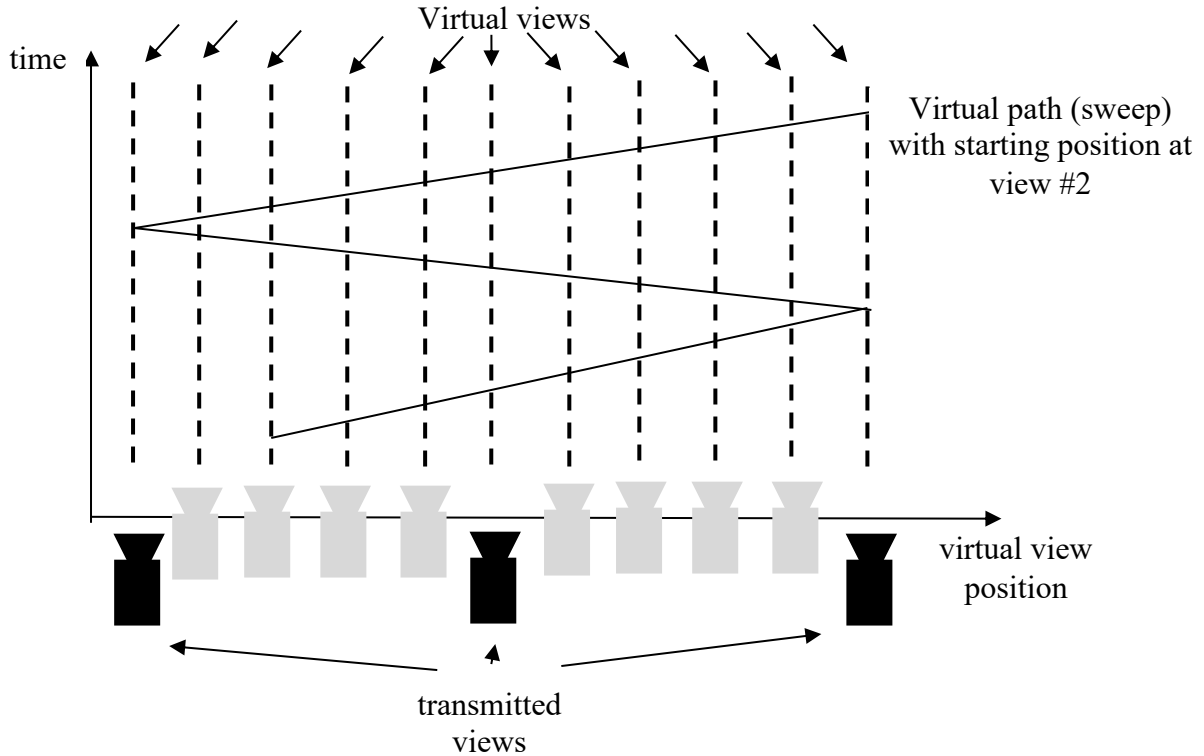 Virtual views
time
Virtual path (sweep)
with starting position at
view #2
virtual view
position
transmitted
views